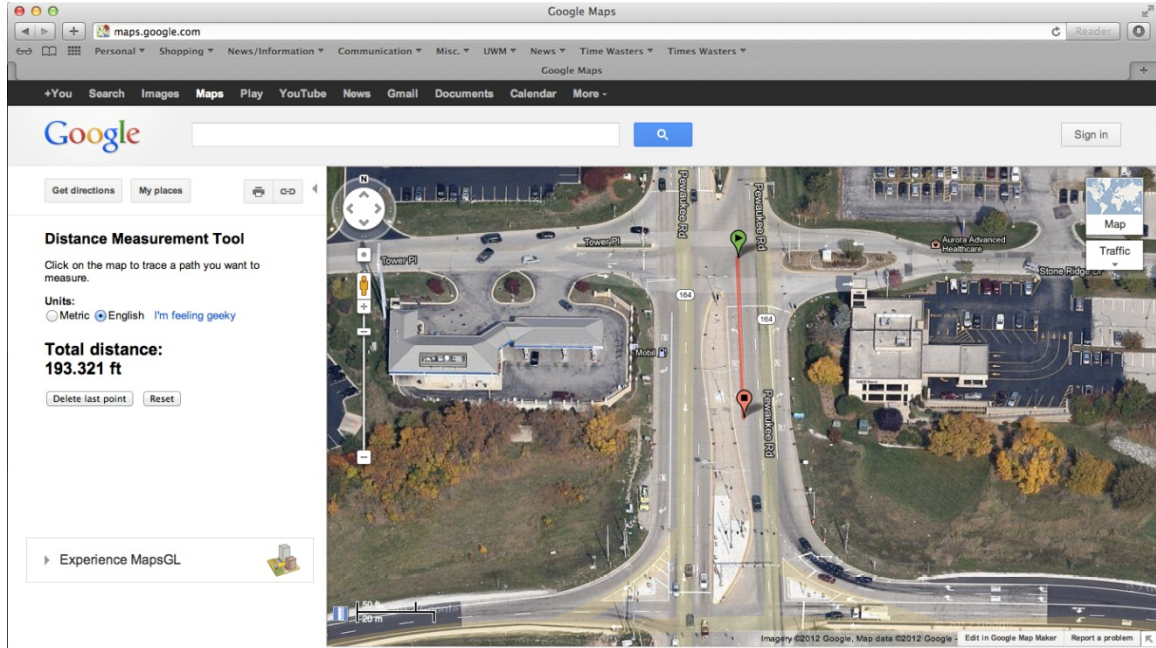 Google Maps
maps.google.com
Reader
Personal Shopping News/Information Communication Misc. UWM News Time Wasters Times Wasters
Google Maps
+You Search Images Maps Play YouTube News Gmail Documents Calendar More
Google
Sign in
Get directions My places
Distance Measurement Tool
Click on the map to trace a path you want to
measure.
Units:
Metric English I'm feeling geeky
Total distance:
193.321 ft
Delete last point Reset
Experience MapsGL
N
Pewaukee Rd
Pewaukee Rd
Map
Traffic
Tower Pl
Tower Pl
Aurora Advanced
Healthcare
Stone Ridge Dr
164
164
Mobil
Pewaukee Rd
50 ft
20 m
Imagery ©2012 Google, Map data ©2012 Google - Edit in Google Map Maker Report a problem